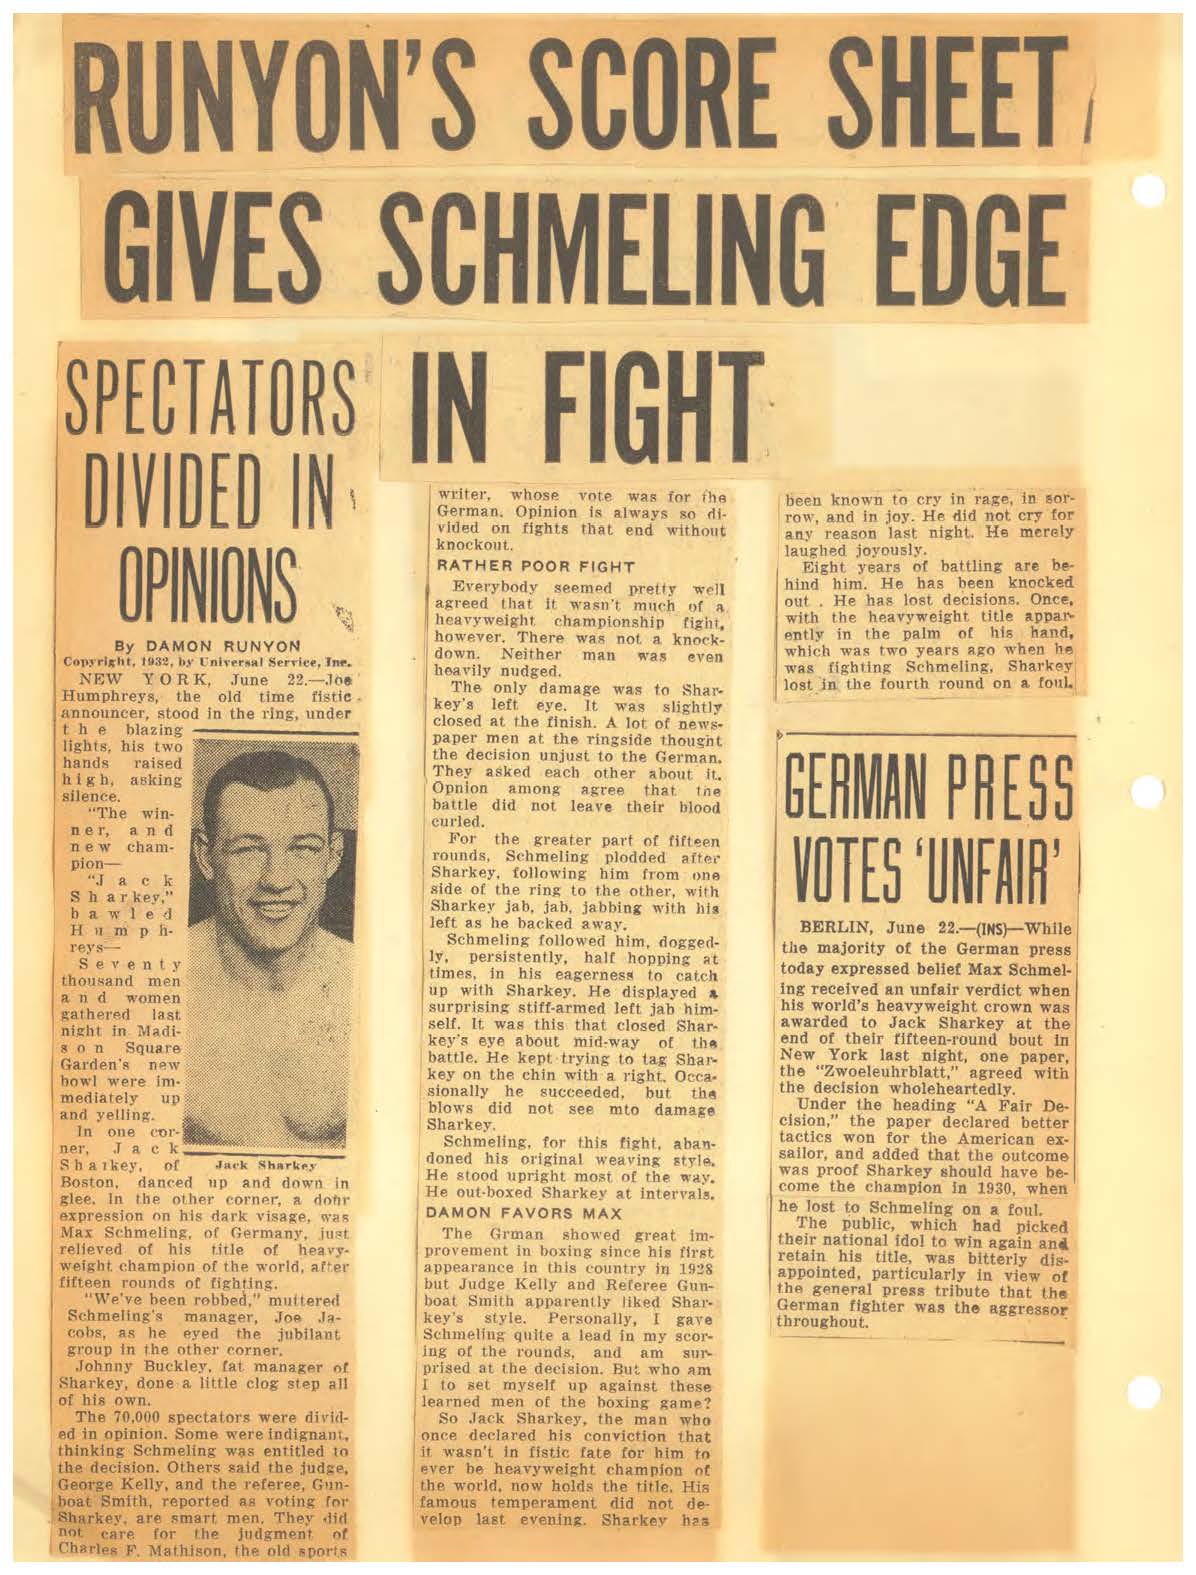 RUNYON'S SCORE SHEET
GIVES SCHMELING EDGE
IN FIGHT
SPECTATORS
DIVIDED IN
OPINIONS
By DAMON RUNYON
Copyright, 1932, by Universal Service, Inc.
NEW YORK, June 22.—Joe
Humphreys, the old time fistic
announcer, stood in the ring, under
the blazing
lights, his two
hands raised
high, asking
silence.
"The win-
ner, and
new cham-
pion—
"Jack
Sharkey,"
bawled
Humph-
reys—
Seventy
thousand men
and women
gathered last
night in Madi-
son Square
Garden's new
bowl were im-
mediately up
and yelling.
In one cor-
ner, Jack
Sharkey, of
Jack Sharkey
Boston, danced up and down in
glee. In the other corner, a dour
expression on his dark visage, was
Max Schmeling, of Germany, just
relieved of his title of heavy-
weight champion of the world, after
fifteen rounds of fighting.
"We've been robbed," muttered
Schmeling's manager, Joe Ja-
cobs, as he eyed the jubilant
group in the other corner.
Johnny Buckley, fat manager of
Sharkey, done a little clog step all
of his own.
The 70,000 spectators were divid-
ed in opinion. Some were indignant,
thinking Schmeling was entitled to
the decision. Others said the judge,
George Kelly, and the referee, Gun-
boat Smith, reported as voting for
Sharkey, are smart men. They did
not care for the judgment of
Charles F. Mathison, the old sports
writer, whose vote was for the
German. Opinion is always so di-
vided on fights that end without
knockout.
RATHER POOR FIGHT
Everybody seemed pretty well
agreed that it wasn't much of a
heavyweight championship fight,
however. There was not a knock-
down. Neither man was even
heavily nudged.
The only damage was to Shar-
key's left eye. It was slightly
closed at the finish. A lot of news-
paper men at the ringside thought
the decision unjust to the German.
They asked each other about it.
Opnion among agree that the
battle did not leave their blood
curled.
For the greater part of fifteen
rounds, Schmeling plodded after
Sharkey, following him from one
side of the ring to the other, with
Sharkey jab, jab, jabbing with his
left as he backed away.
Schmeling followed him, dogged-
ly, persistently, half hopping at
times, in his eagerness to catch
up with Sharkey. He displayed a
surprising stiff-armed left jab him-
self. It was this that closed Shar-
key's eye about mid-way of the
battle. He kept trying to tag Shar-
key on the chin with a right. Occa-
sionally he succeeded, but the
blows did not see mto damage
Sharkey.
Schmeling, for this fight, aban-
doned his original weaving style.
He stood upright most of the way.
He out-boxed Sharkey at intervals.
DAMON FAVORS MAX
The Grman showed great im-
provement in boxing since his first
appearance in this country in 1928
but Judge Kelly and Referee Gun-
boat Smith apparently liked Shar-
key's style. Personally, I gave
Schmeling quite a lead in my scor-
ing of the rounds, and am sur-
prised at the decision. But who am
I to set myself up against these
learned men of the boxing game?
So Jack Sharkey, the man who
once declared his conviction that
it wasn't in fistic fate for him to
ever be heavyweight champion of
the world, now holds the title. His
famous temperament did not de-
velop last evening. Sharkey has
been known to cry in rage, in sor-
row, and in joy. He did not cry for
any reason last night. He merely
laughed joyously.
Eight years of battling are be-
hind him. He has been knocked
out . He has lost decisions. Once,
with the heavyweight title appar-
ently in the palm of his hand,
which was two years ago when he
was fighting Schmeling, Sharkey
lost in the fourth round on a foul.
GERMAN PRESS
VOTES 'UNFAIR'
BERLIN, June 22.—(INS)—While
the majority of the German press
today expressed belief Max Schmel-
ing received an unfair verdict when
his world's heavyweight crown was
awarded to Jack Sharkey at the
end of their fifteen-round bout in
New York last night, one paper,
the "Zwoeleuhrblatt," agreed with
the decision wholeheartedly.
Under the heading "A Fair De-
cision," the paper declared better
tactics won for the American ex-
sailor, and added that the outcome
was proof Sharkey should have be-
come the champion in 1930, when
he lost to Schmeling on a foul.
The public, which had picked
their national idol to win again and
retain his title, was bitterly dis-
appointed, particularly in view of
the general press tribute that the
German fighter was the aggressor
throughout.